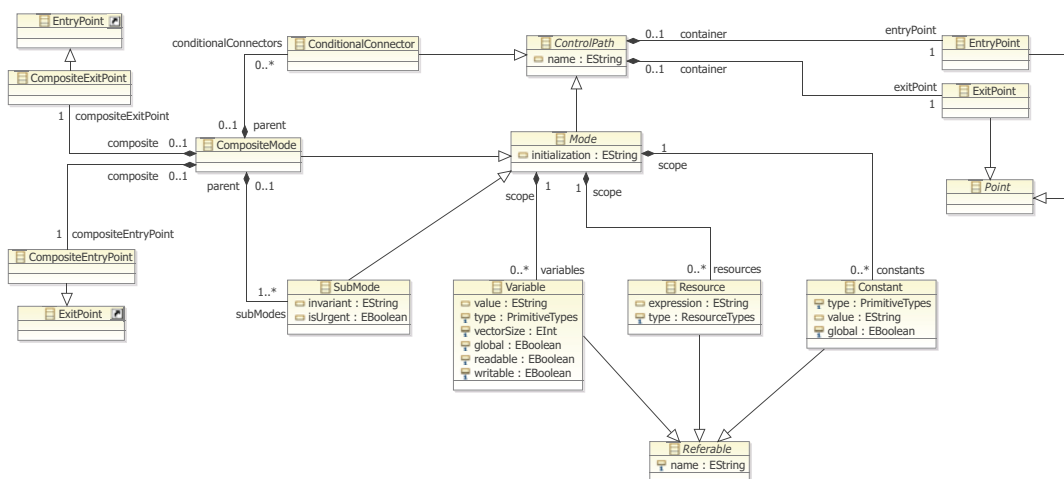 EntryPoint
conditionalConnectors
ConditionalConnector
0..*
ControlPath
name : EString
0..1
container
entryPoint
1
EntryPoint
0..1
container
exitPoint
1
ExitPoint
CompositeExitPoint
1
compositeExitPoint
0..1
parent
composite
0..1
CompositeMode
composite
0..1
parent
0..1
Mode
initialization : EString
1
scope
scope
1
1
scope
Point
1
compositeEntryPoint
CompositeEntryPoint
ExitPoint
1..*
subModes
SubMode
invariant : EString
isUrgent : EBoolean
0..*
variables
Variable
value : EString
type : PrimitiveTypes
vectorSize : EInt
global : EBoolean
readable : EBoolean
writable : EBoolean
0..*
resources
Resource
expression : EString
type : ResourceTypes
0..*
constants
Constant
type : PrimitiveTypes
value : EString
global : EBoolean
Referable
name : EString